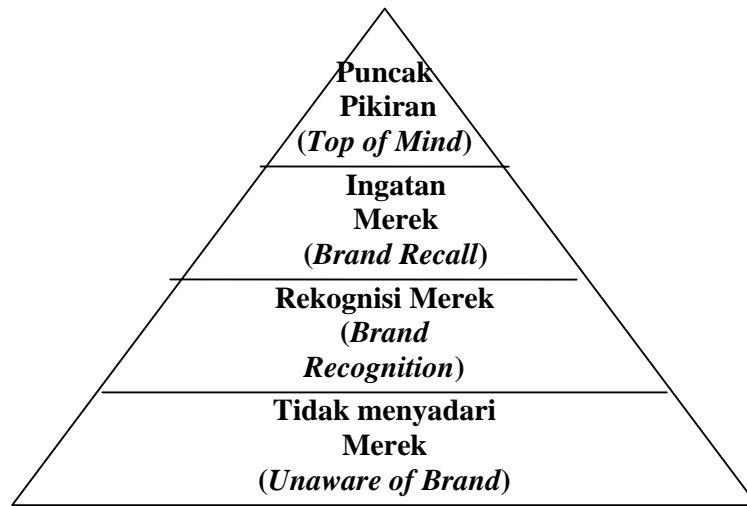 Puncak
Pikiran
(Top of Mind)
Ingatan
Merek
(Brand Recall)
Rekognisi Merek
(Brand
Recognition)
Tidak menyadari
Merek
(Unaware of Brand)